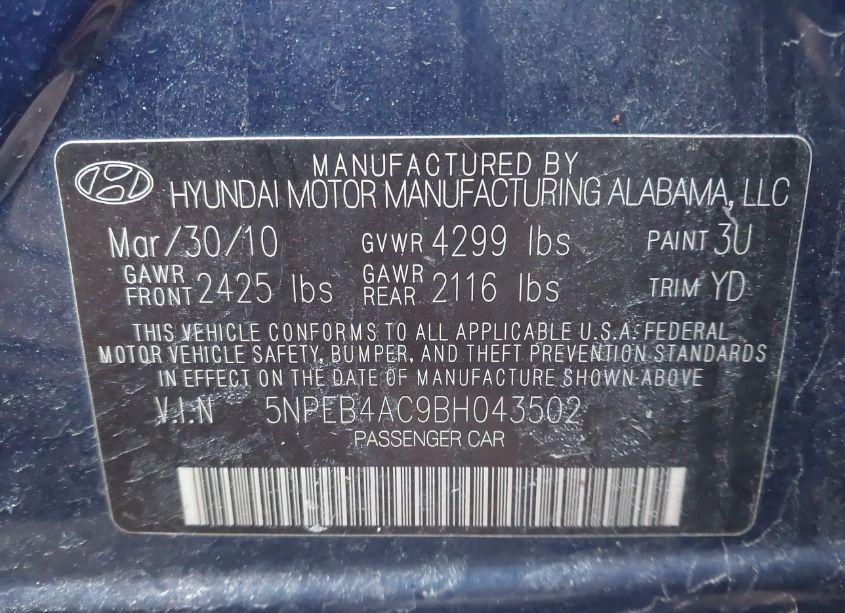 MANUFACTURED BY
HYUNDAI MOTOR MANUFACTURING ALABAMA, LLC
Mar/30/10 GVWR 4299 lbs PAINT 3U
GAWR FRONT 2425 lbs GAWR REAR 2116 lbs TRIM YD
THIS VEHICLE CONFORMS TO ALL APPLICABLE U.S.A. FEDERAL
MOTOR VEHICLE SAFETY, BUMPER, AND THEFT PREVENTION STANDARDS
IN EFFECT ON THE DATE OF MANUFACTURE SHOWN ABOVE.
V.I.N 5NPEB4AC9BH043502
PASSENGER CAR